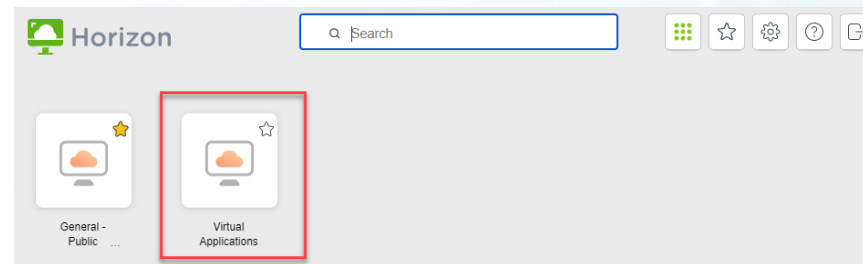 Horizon
Search
General -
Public ...
Virtual
Applications